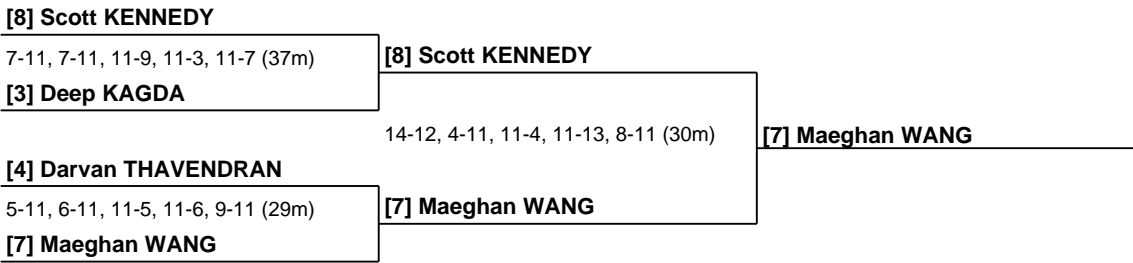 [8] Scott KENNEDY
7-11, 7-11, 11-9, 11-3, 11-7 (37m)
[8] Scott KENNEDY
[3] Deep KAGDA
14-12, 4-11, 11-4, 11-13, 8-11 (30m)
[7] Maeghan WANG
[4] Darvan THAVENDRAN
5-11, 6-11, 11-5, 11-6, 9-11 (29m)
[7] Maeghan WANG
[7] Maeghan WANG